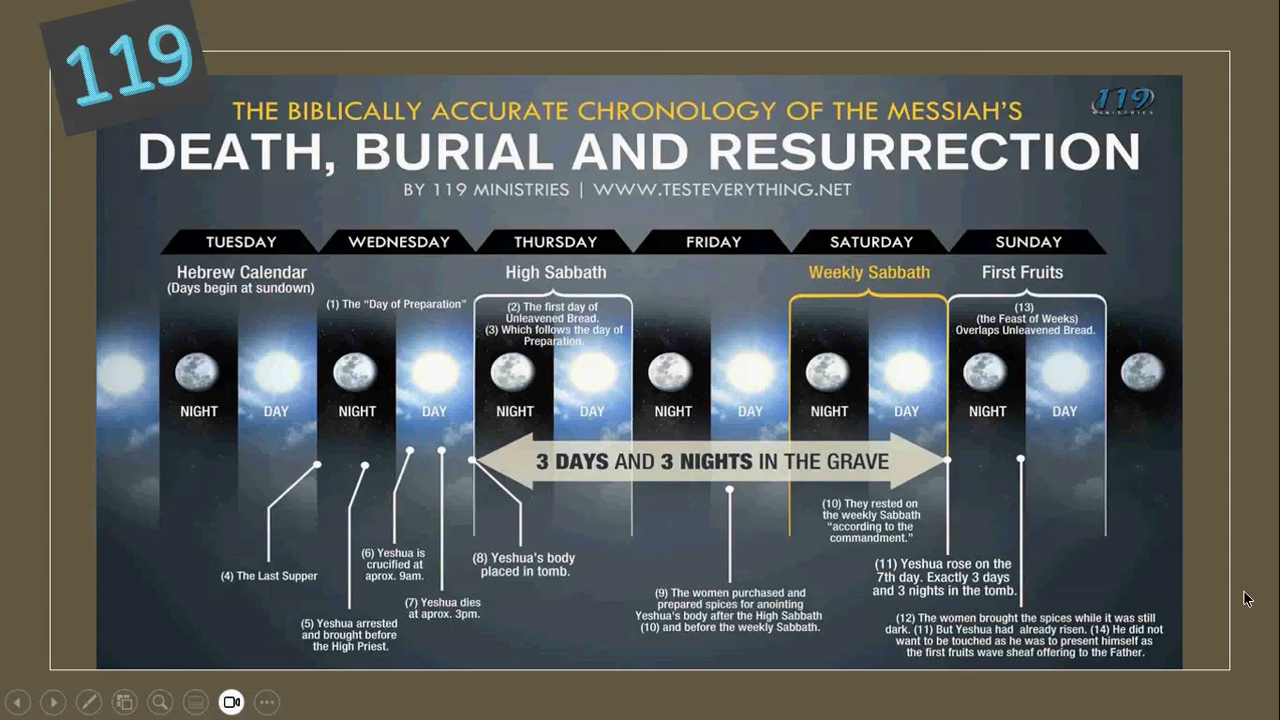 119
THE BIBLICALLY ACCURATE CHRONOLOGY OF THE MESSIAH'S
119
MINISTRIES
DEATH, BURIAL AND RESURRECTION
BY 119 MINISTRIES | WWW.TESTEVERYTHING.NET
TUESDAY WEDNESDAY THURSDAY FRIDAY SATURDAY SUNDAY
Hebrew Calendar
(Days begin at sundown)
(1) The "Day of Preparation"
High Sabbath
(2) The first day of
Unleavened Bread.
(3) Which follows the day of
Preparation.
Weekly Sabbath
First Fruits
(13)
(the Feast of Weeks)
Overlaps Unleavened Bread.
NIGHT DAY NIGHT DAY NIGHT DAY NIGHT DAY NIGHT DAY NIGHT DAY
3 DAYS AND 3 NIGHTS IN THE GRAVE
(4) The Last Supper
(5) Yeshua arrested
and brought before
the High Priest.
(6) Yeshua is
crucified at
aprox. 9am.
(7) Yeshua dies
at aprox. 3pm.
(8) Yeshua's body
placed in tomb.
(9) The women purchased and
prepared spices for anointing
Yeshua's body after the High Sabbath
(10) and before the weekly Sabbath.
(10) They rested on
the weekly Sabbath
"according to the
commandment."
(11) Yeshua rose on the
7th day. Exactly 3 days
and 3 nights in the tomb.
(12) The women brought the spices while it was still
dark. (11) But Yeshua had already risen. (14) He did not
want to be touched as he was to present himself as
the first fruits wave sheaf offering to the Father.